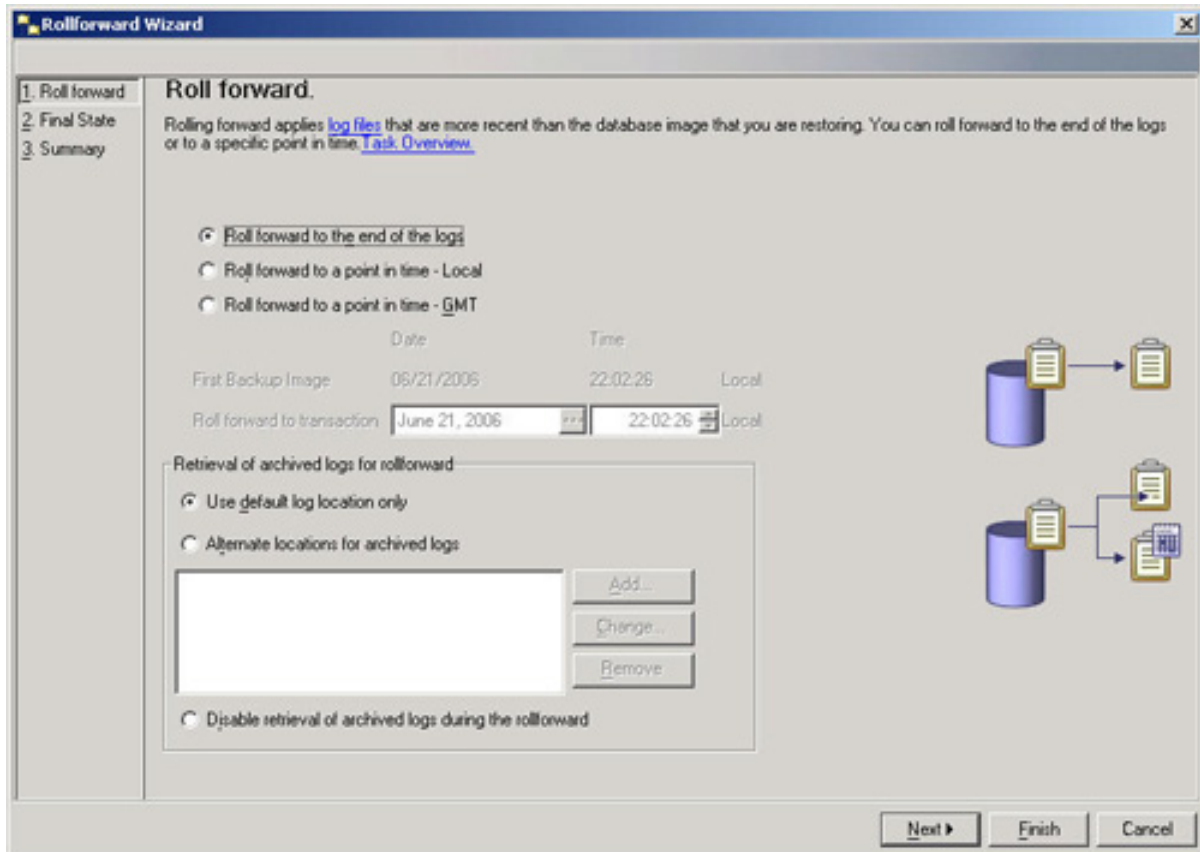 Rollforward Wizard
1. Roll forward
2. Final State
3. Summary
Roll forward.
Rolling forward applies log files that are more recent than the database image that you are restoring. You can roll forward to the end of the logs
or to a specific point in time. Task Overview.
Roll forward to the end of the logs
Roll forward to a point in time - Local
Roll forward to a point in time - GMT
Date Time
First Backup Image 06/21/2006 22:02:26 Local
Roll forward to transaction June 21, 2006 ... 22:02:26 Local
Retrieval of archived logs for rollforward
Use default log location only
Alternate locations for archived logs
Add...
Change...
Remove
Disable retrieval of archived logs during the rollforward
Next
Finish
Cancel